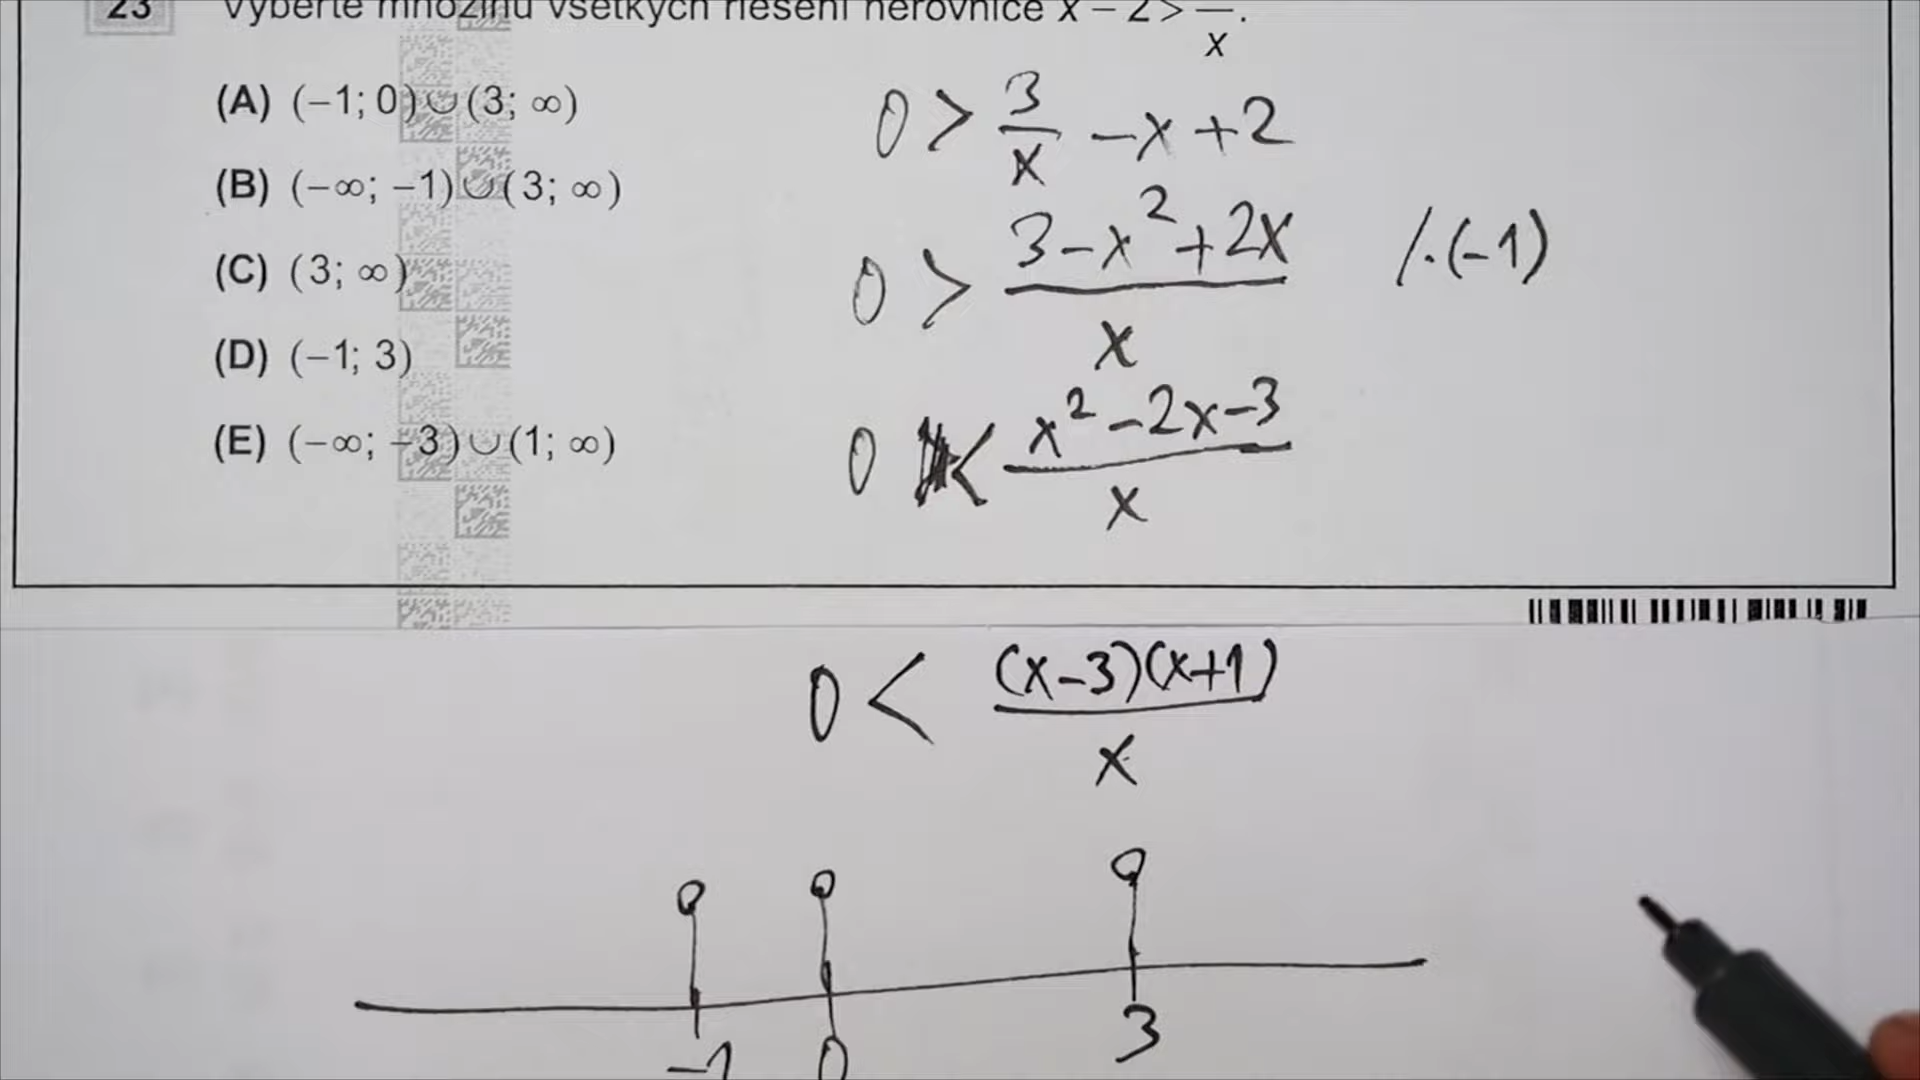 23 Vyberte množinu všetkých riešení nerovnice x − 2 > — .
x
(A) (−1; 0) ∪ (3; ∞)
(B) (−∞; −1) ∪ (3; ∞)
(C) (3; ∞)
(D) (−1; 3)
(E) (−∞; −3) ∪ (1; ∞)
0 > 3/x − x + 2
0 > (3 − x² + 2x)/x /·(−1)
0 < (x² − 2x − 3)/x
0 < (x−3)(x+1)/x
−1 0 3